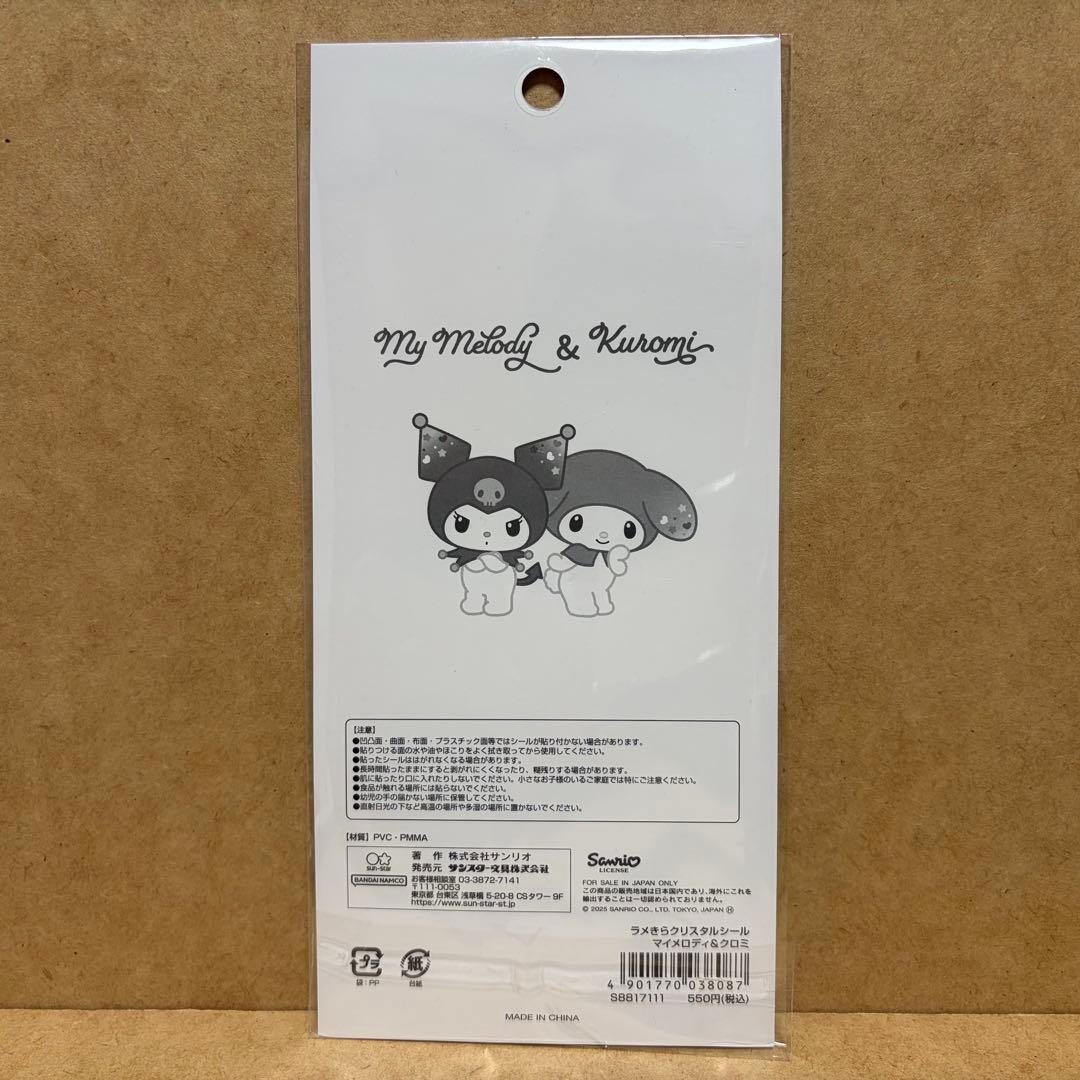 My Melody & Kuromi
【注意】
●凹凸面・曲面・布面・プラスチック面等ではシールが貼り付かない場合があります。
●貼りつける面の水や油やほこりをよく拭き取ってから使用してください。
●貼ったシールははがれなくなる場合があります。
●長時間貼ったままにすると剥がれにくくなったり、糊残りする場合があります。
●肌に貼ったり口に入れたりしないでください。小さなお子様のいるご家庭では特にご注意ください。
●食品が触れる場所には貼らないでください。
●幼児の手の届かない場所に保管してください。
●直射日光の下など高温の場所や多湿の場所に置かないでください。
【材質】PVC・PMMA
sun-star
BANDAI NAMCO
著 作 株式会社サンリオ
発売元 サンスター文具株式会社
お客様相談室 03-3872-7141
〒111-0053
東京都 台東区 浅草橋 5-20-8 CSタワー 9F
https://www.sun-star-st.jp
Sanrio
LICENSE
FOR SALE IN JAPAN ONLY
この商品の販売地域は日本国内であり、海外にこれを
輸出することは一切認められておりません。
© 2025 SANRIO CO., LTD. TOKYO, JAPAN Ⓗ
ラメきらクリスタルシール
マイメロディ&クロミ
プラ
袋：PP
紙
台紙
4 901770 038087
S8817111 550円(税込)
MADE IN CHINA